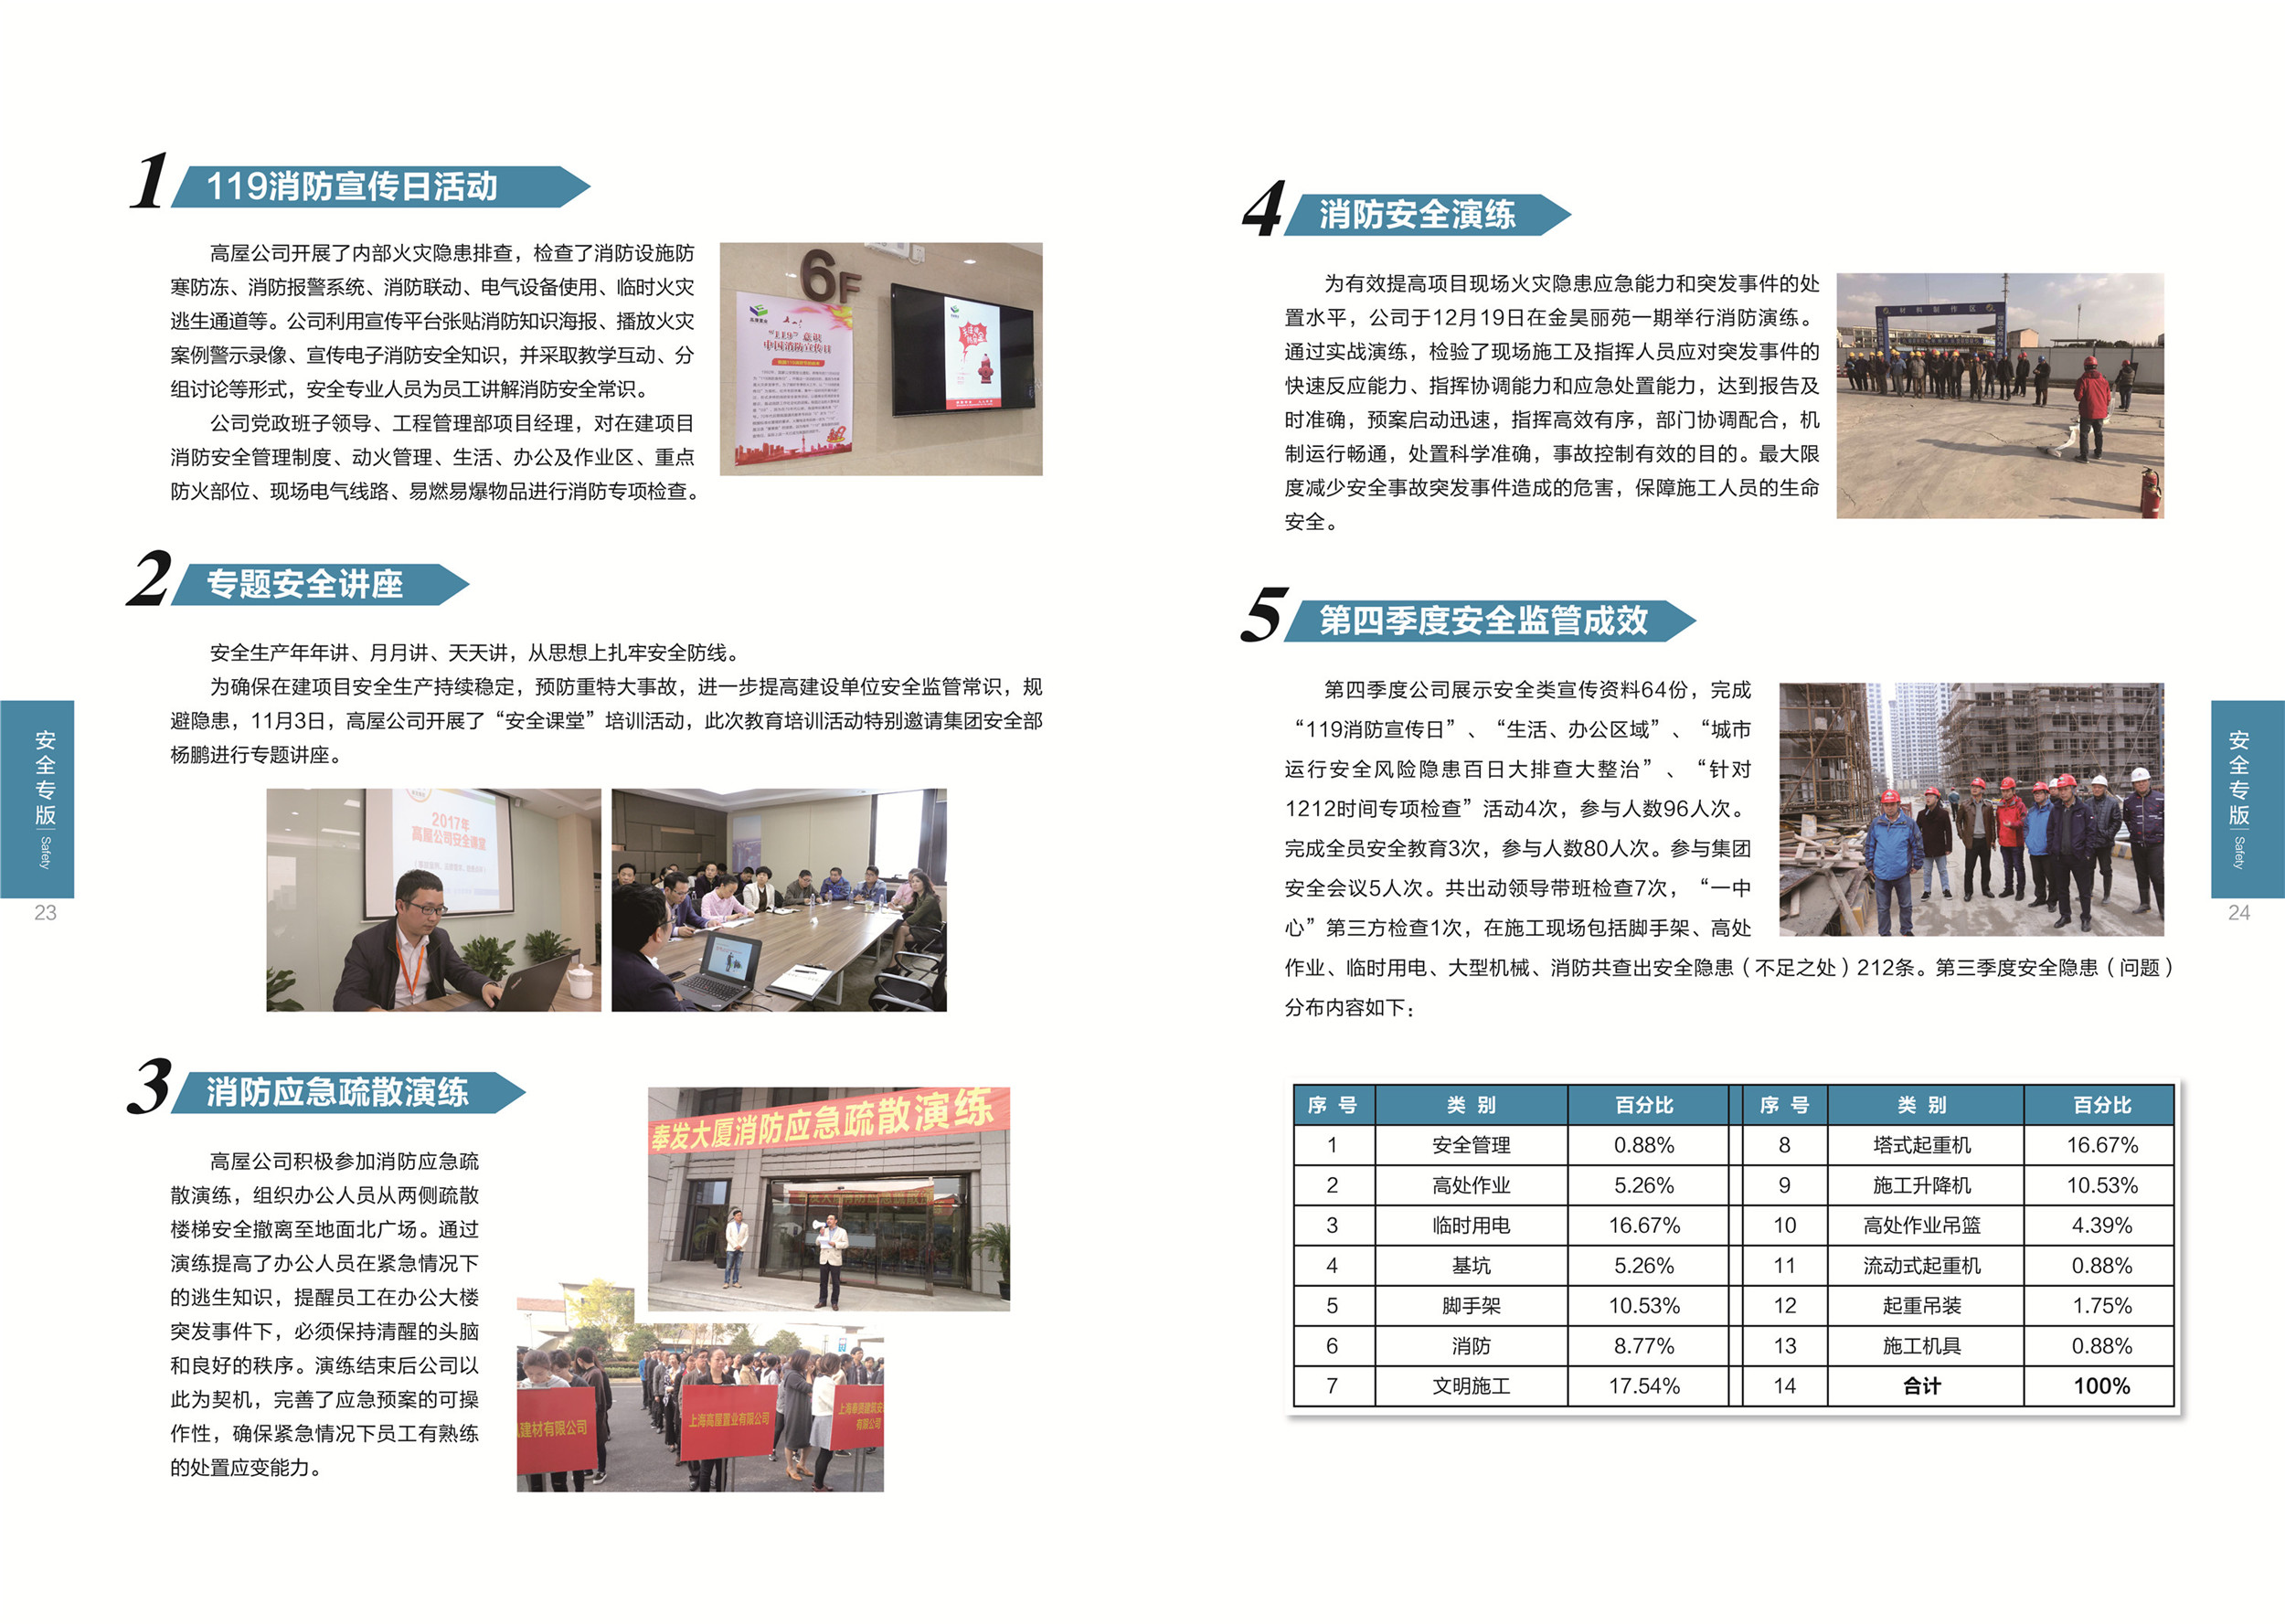 1
119消防宣传日活动
高屋公司开展了内部火灾隐患排查，检查了消防设施防
寒防冻、消防报警系统、消防联动、电气设备使用、临时火灾
逃生通道等。公司利用宣传平台张贴消防知识海报、播放火灾
案例警示录像、宣传电子消防安全知识，并采取教学互动、分
组讨论等形式，安全专业人员为员工讲解消防安全常识。
公司党政班子领导、工程管理部项目经理，对在建项目
消防安全管理制度、动火管理、生活、办公及作业区、重点
防火部位、现场电气线路、易燃易爆物品进行消防专项检查。
6F
“119”意识
中国消防宣传日
2
专题安全讲座
安全生产年年讲、月月讲、天天讲，从思想上扎牢安全防线。
为确保在建项目安全生产持续稳定，预防重特大事故，进一步提高建设单位安全监管常识，规
避隐患，11月3日，高屋公司开展了“安全课堂”培训活动，此次教育培训活动特别邀请集团安全部
杨鹏进行专题讲座。
2017年
高屋公司安全课堂
3
消防应急疏散演练
高屋公司积极参加消防应急疏
散演练，组织办公人员从两侧疏散
楼梯安全撤离至地面北广场。通过
演练提高了办公人员在紧急情况下
的逃生知识，提醒员工在办公大楼
突发事件下，必须保持清醒的头脑
和良好的秩序。演练结束后公司以
此为契机，完善了应急预案的可操
作性，确保紧急情况下员工有熟练
的处置应变能力。
奉发大厦消防应急疏散演练
建材有限公司
上海高屋置业有限公司
上海奉贤建筑安
有限公司
安全专版 Safety
23
4
消防安全演练
为有效提高项目现场火灾隐患应急能力和突发事件的处
置水平，公司于12月19日在金昊丽苑一期举行消防演练。
通过实战演练，检验了现场施工及指挥人员应对突发事件的
快速反应能力、指挥协调能力和应急处置能力，达到报告及
时准确，预案启动迅速，指挥高效有序，部门协调配合，机
制运行畅通，处置科学准确，事故控制有效的目的。最大限
度减少安全事故突发事件造成的危害，保障施工人员的生命
安全。
材料制作区
5
第四季度安全监管成效
第四季度公司展示安全类宣传资料64份，完成
“119消防宣传日”、“生活、办公区域”、“城市
运行安全风险隐患百日大排查大整治”、“针对
1212时间专项检查”活动4次，参与人数96人次。
完成全员安全教育3次，参与人数80人次。参与集团
安全会议5人次。共出动领导带班检查7次，“一中
心”第三方检查1次，在施工现场包括脚手架、高处
作业、临时用电、大型机械、消防共查出安全隐患（不足之处）212条。第三季度安全隐患（问题）
分布内容如下：
序号 类别 百分比 序号 类别 百分比
1 安全管理 0.88% 8 塔式起重机 16.67%
2 高处作业 5.26% 9 施工升降机 10.53%
3 临时用电 16.67% 10 高处作业吊篮 4.39%
4 基坑 5.26% 11 流动式起重机 0.88%
5 脚手架 10.53% 12 起重吊装 1.75%
6 消防 8.77% 13 施工机具 0.88%
7 文明施工 17.54% 14 合计 100%
安全专版 Safety
24